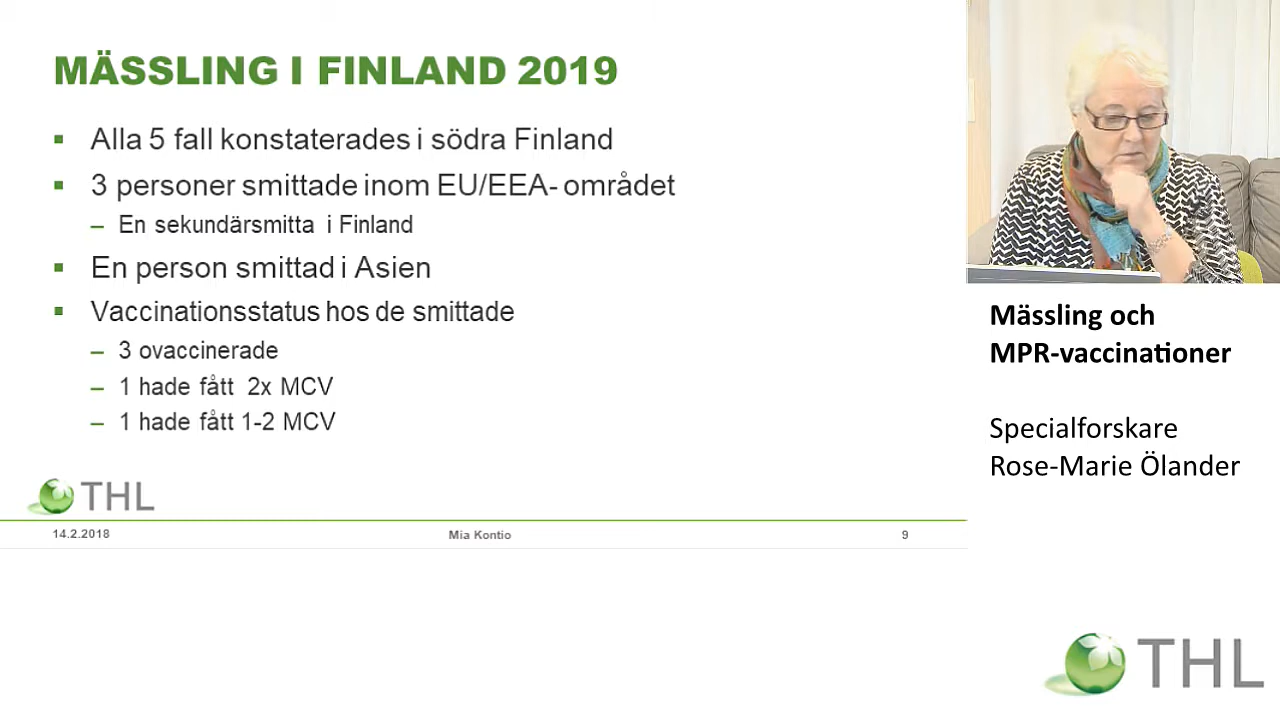 MÄSSLING I FINLAND 2019
Alla 5 fall konstaterades i södra Finland
3 personer smittade inom EU/EEA- området
– En sekundärsmitta i Finland
En person smittad i Asien
Vaccinationsstatus hos de smittade
– 3 ovaccinerade
– 1 hade fått 2x MCV
– 1 hade fått 1-2 MCV
THL
14.2.2018 Mia Kontio 9
Mässling och
MPR-vaccinationer
Specialforskare
Rose-Marie Ölander
THL